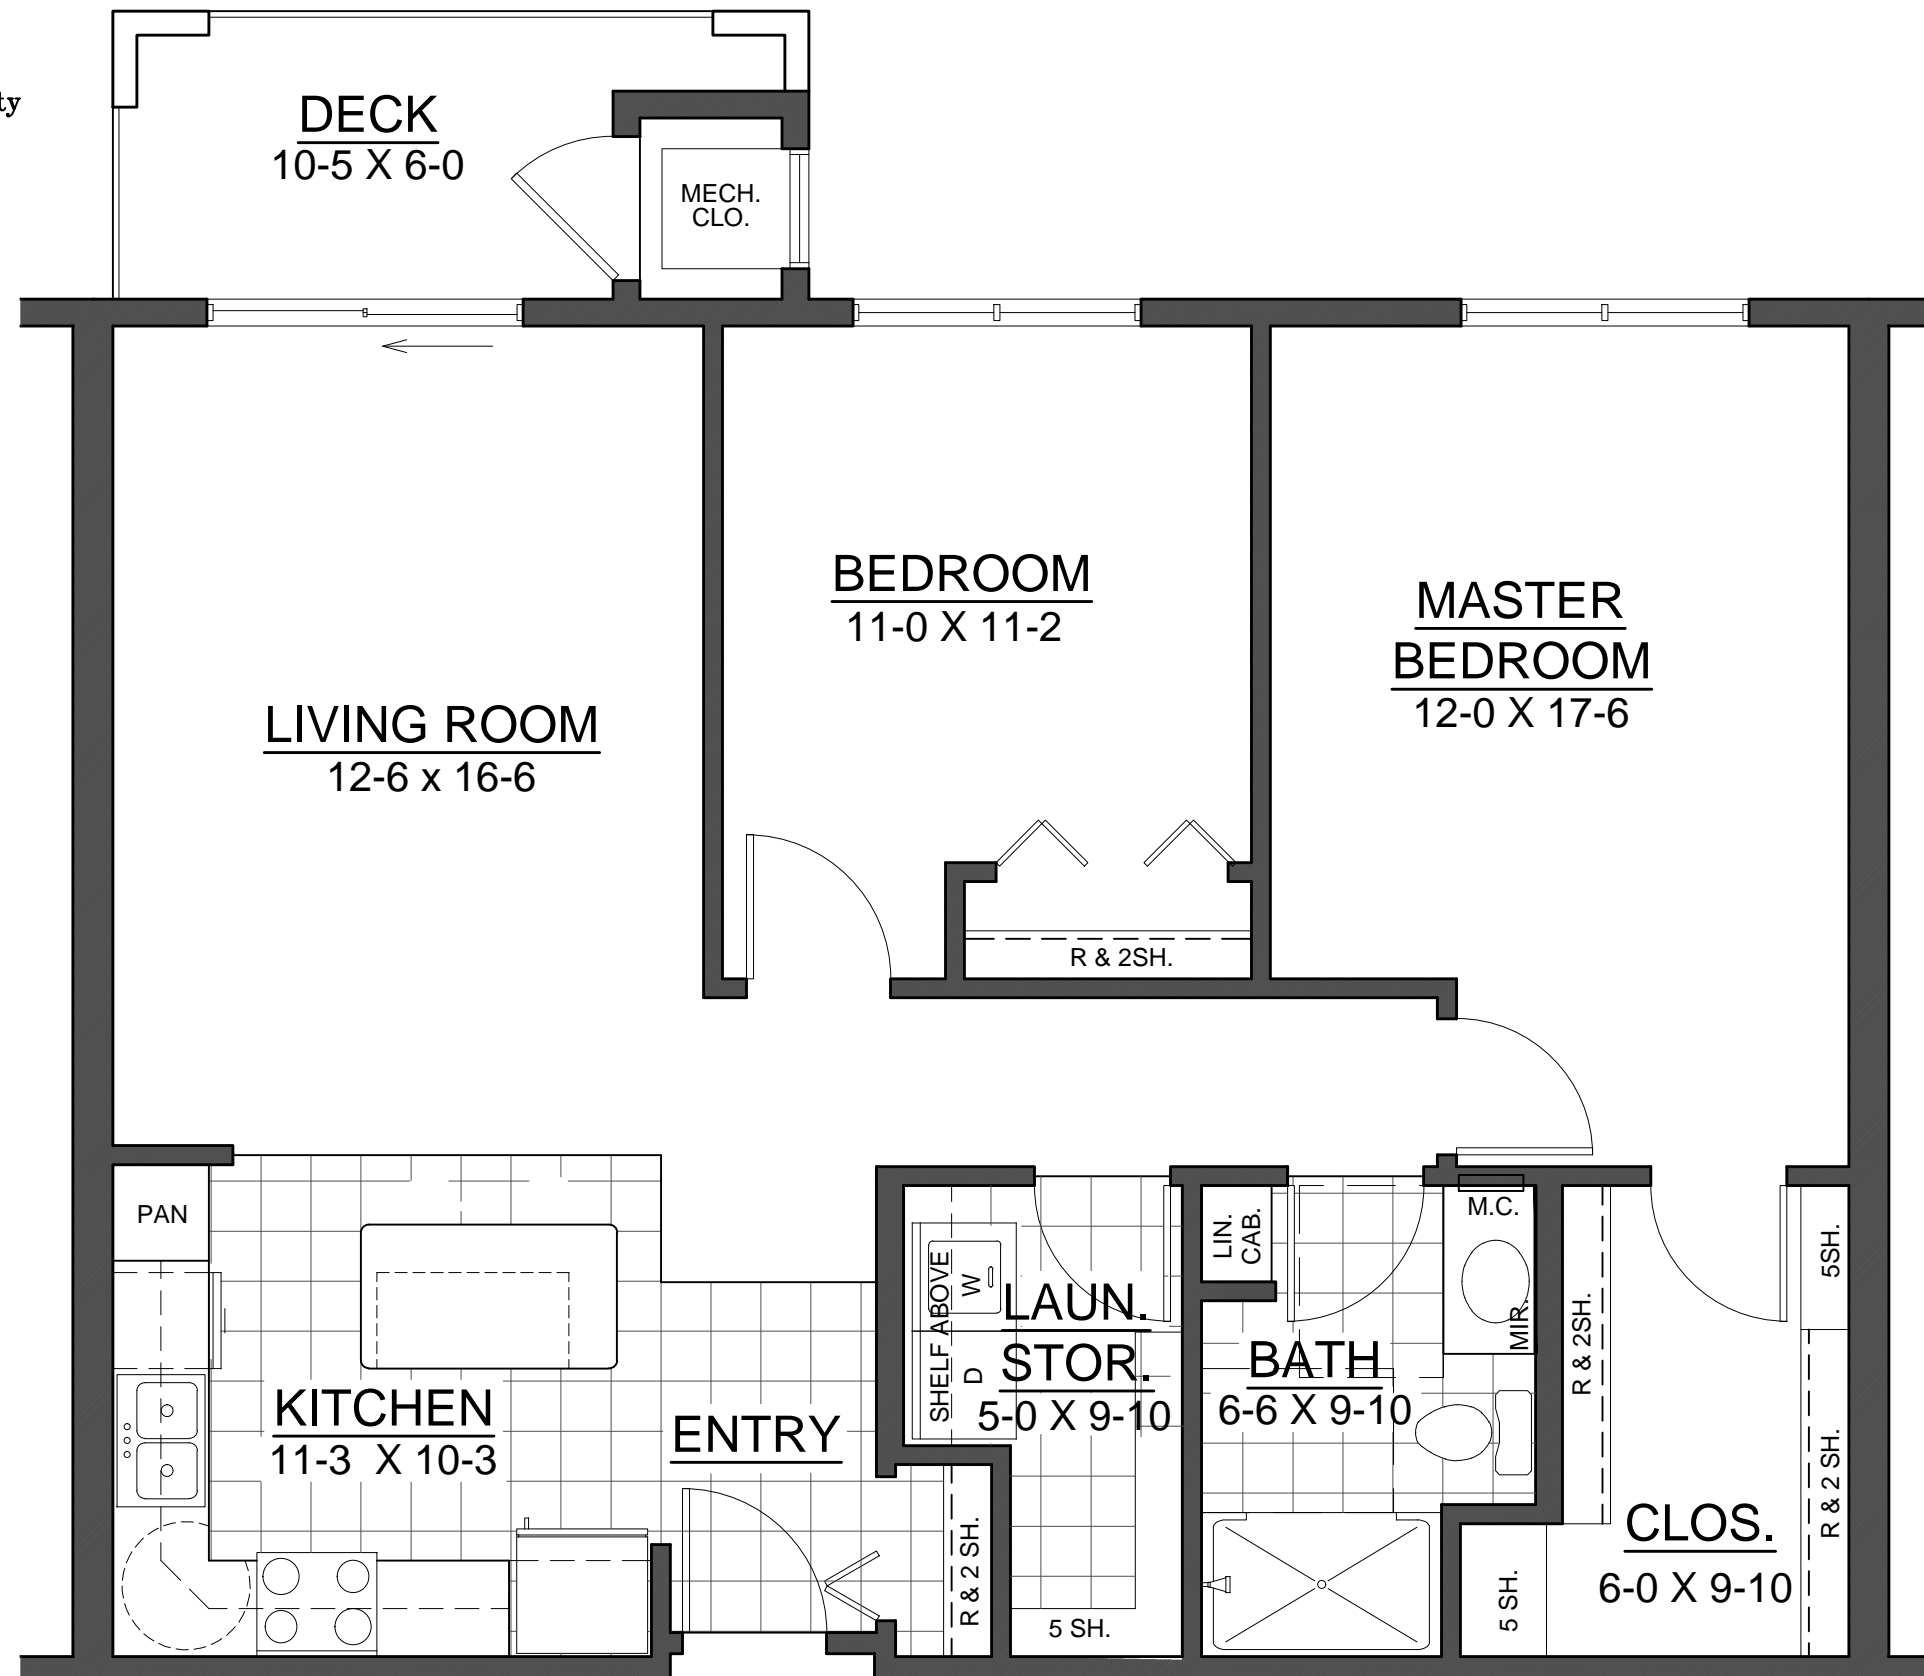 ty
DECK
10-5 X 6-0
MECH.
CLO.
BEDROOM
11-0 X 11-2
MASTER
BEDROOM
12-0 X 17-6
LIVING ROOM
12-6 x 16-6
R & 2SH.
PAN
KITCHEN
11-3 X 10-3
ENTRY
R & 2 SH.
SHELF ABOVE
W
D
LAUN.
STOR.
5-0 X 9-10
5 SH.
LIN.
CAB.
BATH
6-6 X 9-10
M.C.
MIR.
R & 2SH.
5SH.
R & 2 SH.
CLOS.
6-0 X 9-10
5 SH.